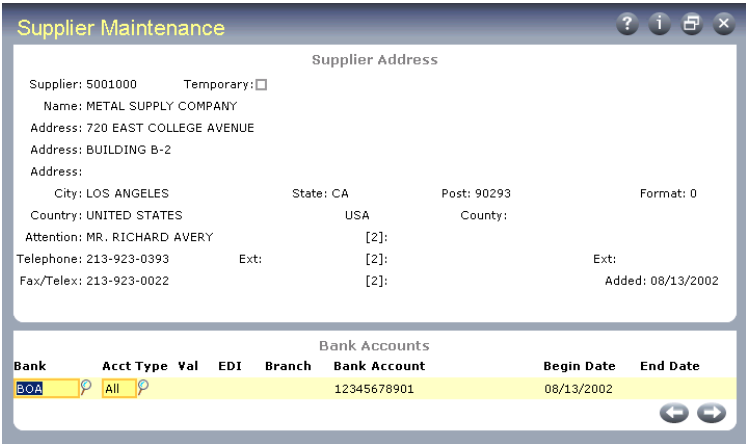 Supplier Maintenance
Supplier Address
Supplier: 5001000 Temporary:
Name: METAL SUPPLY COMPANY
Address: 720 EAST COLLEGE AVENUE
Address: BUILDING B-2
Address:
City: LOS ANGELES State: CA Post: 90293 Format: 0
Country: UNITED STATES USA County:
Attention: MR. RICHARD AVERY [2]:
Telephone: 213-923-0393 Ext: [2]: Ext:
Fax/Telex: 213-923-0022 [2]: Added: 08/13/2002
Bank Accounts
Bank Acct Type Val EDI Branch Bank Account Begin Date End Date
BOA All 12345678901 08/13/2002